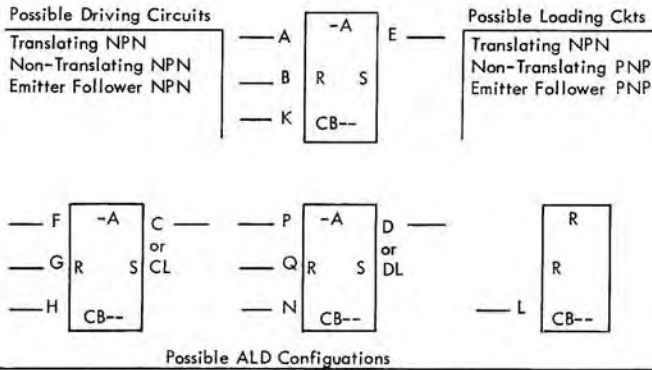 Possible Driving Circuits
Translating NPN
Non-Translating NPN
Emitter Follower NPN
-A
A
E
B
R S
K
CB--
Possible Loading Ckts
Translating NPN
Non-Translating PNP
Emitter Follower PNP
F
-A
C
or
CL
G
R S
H
CB--
P
-A
D
or
DL
Q
R S
N
CB--
R
R
L
CB--
Possible ALD Configuations